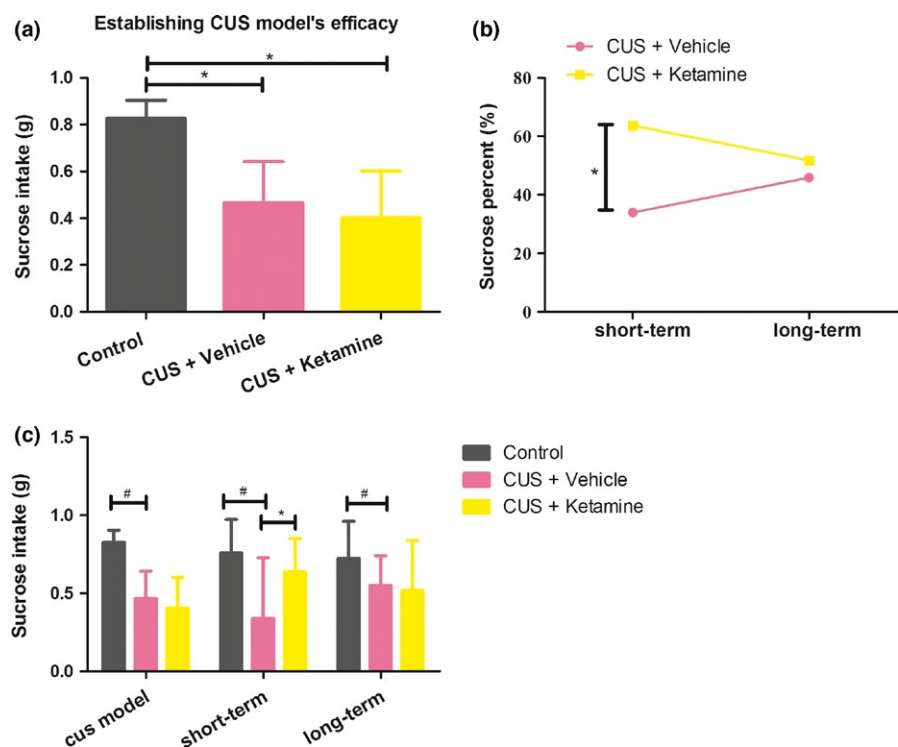 (a)
Establishing CUS model's efficacy
*
*
Sucrose intake (g)
1.0
0.8
0.6
0.4
0.2
0.0
Control
CUS + Vehicle
CUS + Ketamine
(b)
CUS + Vehicle
CUS + Ketamine
Sucrose percent (%)
80
60
40
20
0
*
short-term
long-term
(c)
Sucrose intake (g)
1.5
1.0
0.5
0.0
#
#
*
#
cus model
short-term
long-term
Control
CUS + Vehicle
CUS + Ketamine